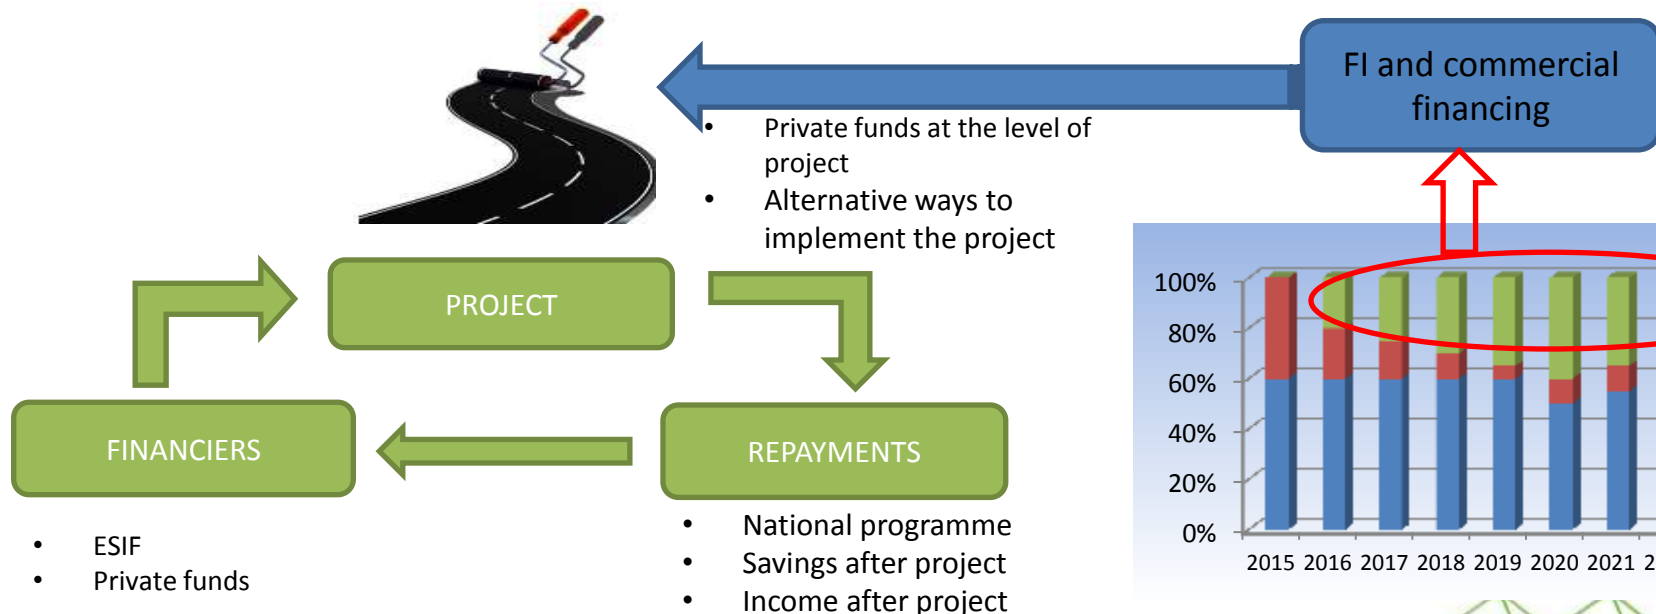 FI and commercial
financing
• Private funds at the level of
project
• Alternative ways to
implement the project
PROJECT
FINANCIERS
REPAYMENTS
• ESIF
• Private funds
• National programme
• Savings after project
• Income after project
100%
80%
60%
40%
20%
0%
2015 2016 2017 2018 2019 2020 2021 2